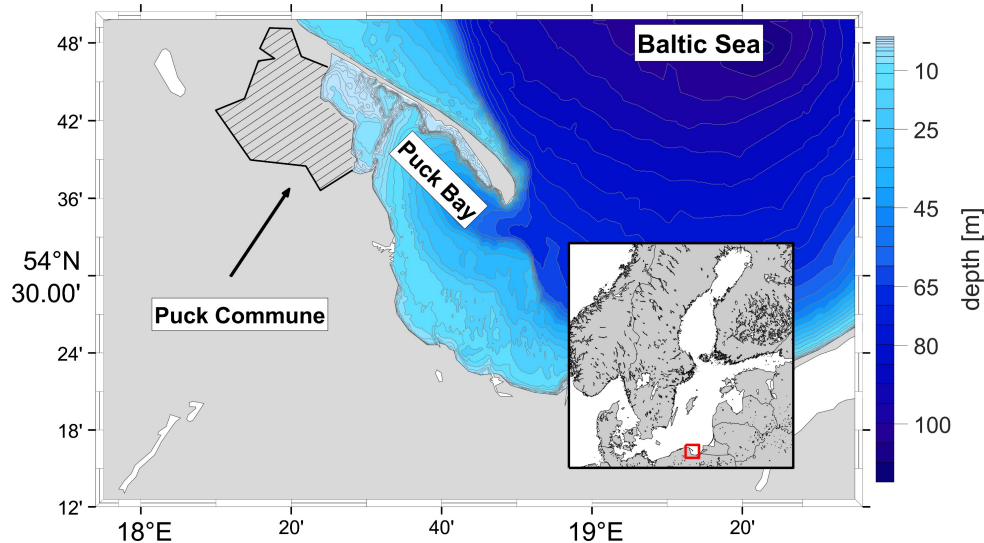 48'
42'
36'
54°N
30.00'
24'
18'
12'
18°E
20'
40'
19°E
20'
Baltic Sea
Puck Bay
Puck Commune
10
25
45
65
80
100
depth [m]